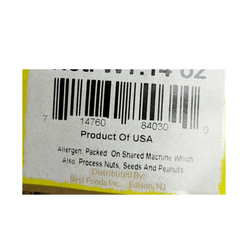 Net. WT.14 oz
7 14760 84030 0
Product Of USA
Allergen: Packed On Shared Machine Which
Also Process Nuts, Seeds And Peanuts.
Distributed By:
Best Foods Inc. Edison, NJ